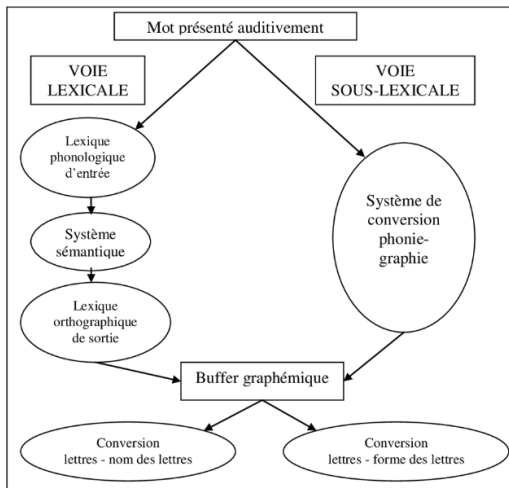 Mot présenté auditivement
VOIE
LEXICALE
VOIE
SOUS-LEXICALE
Lexique
phonologique
d'entrée
Système
sémantique
Lexique
orthographique
de sortie
Système de
conversion
phonie-
graphie
Buffer graphémique
Conversion
lettres - nom des lettres
Conversion
lettres - forme des lettres